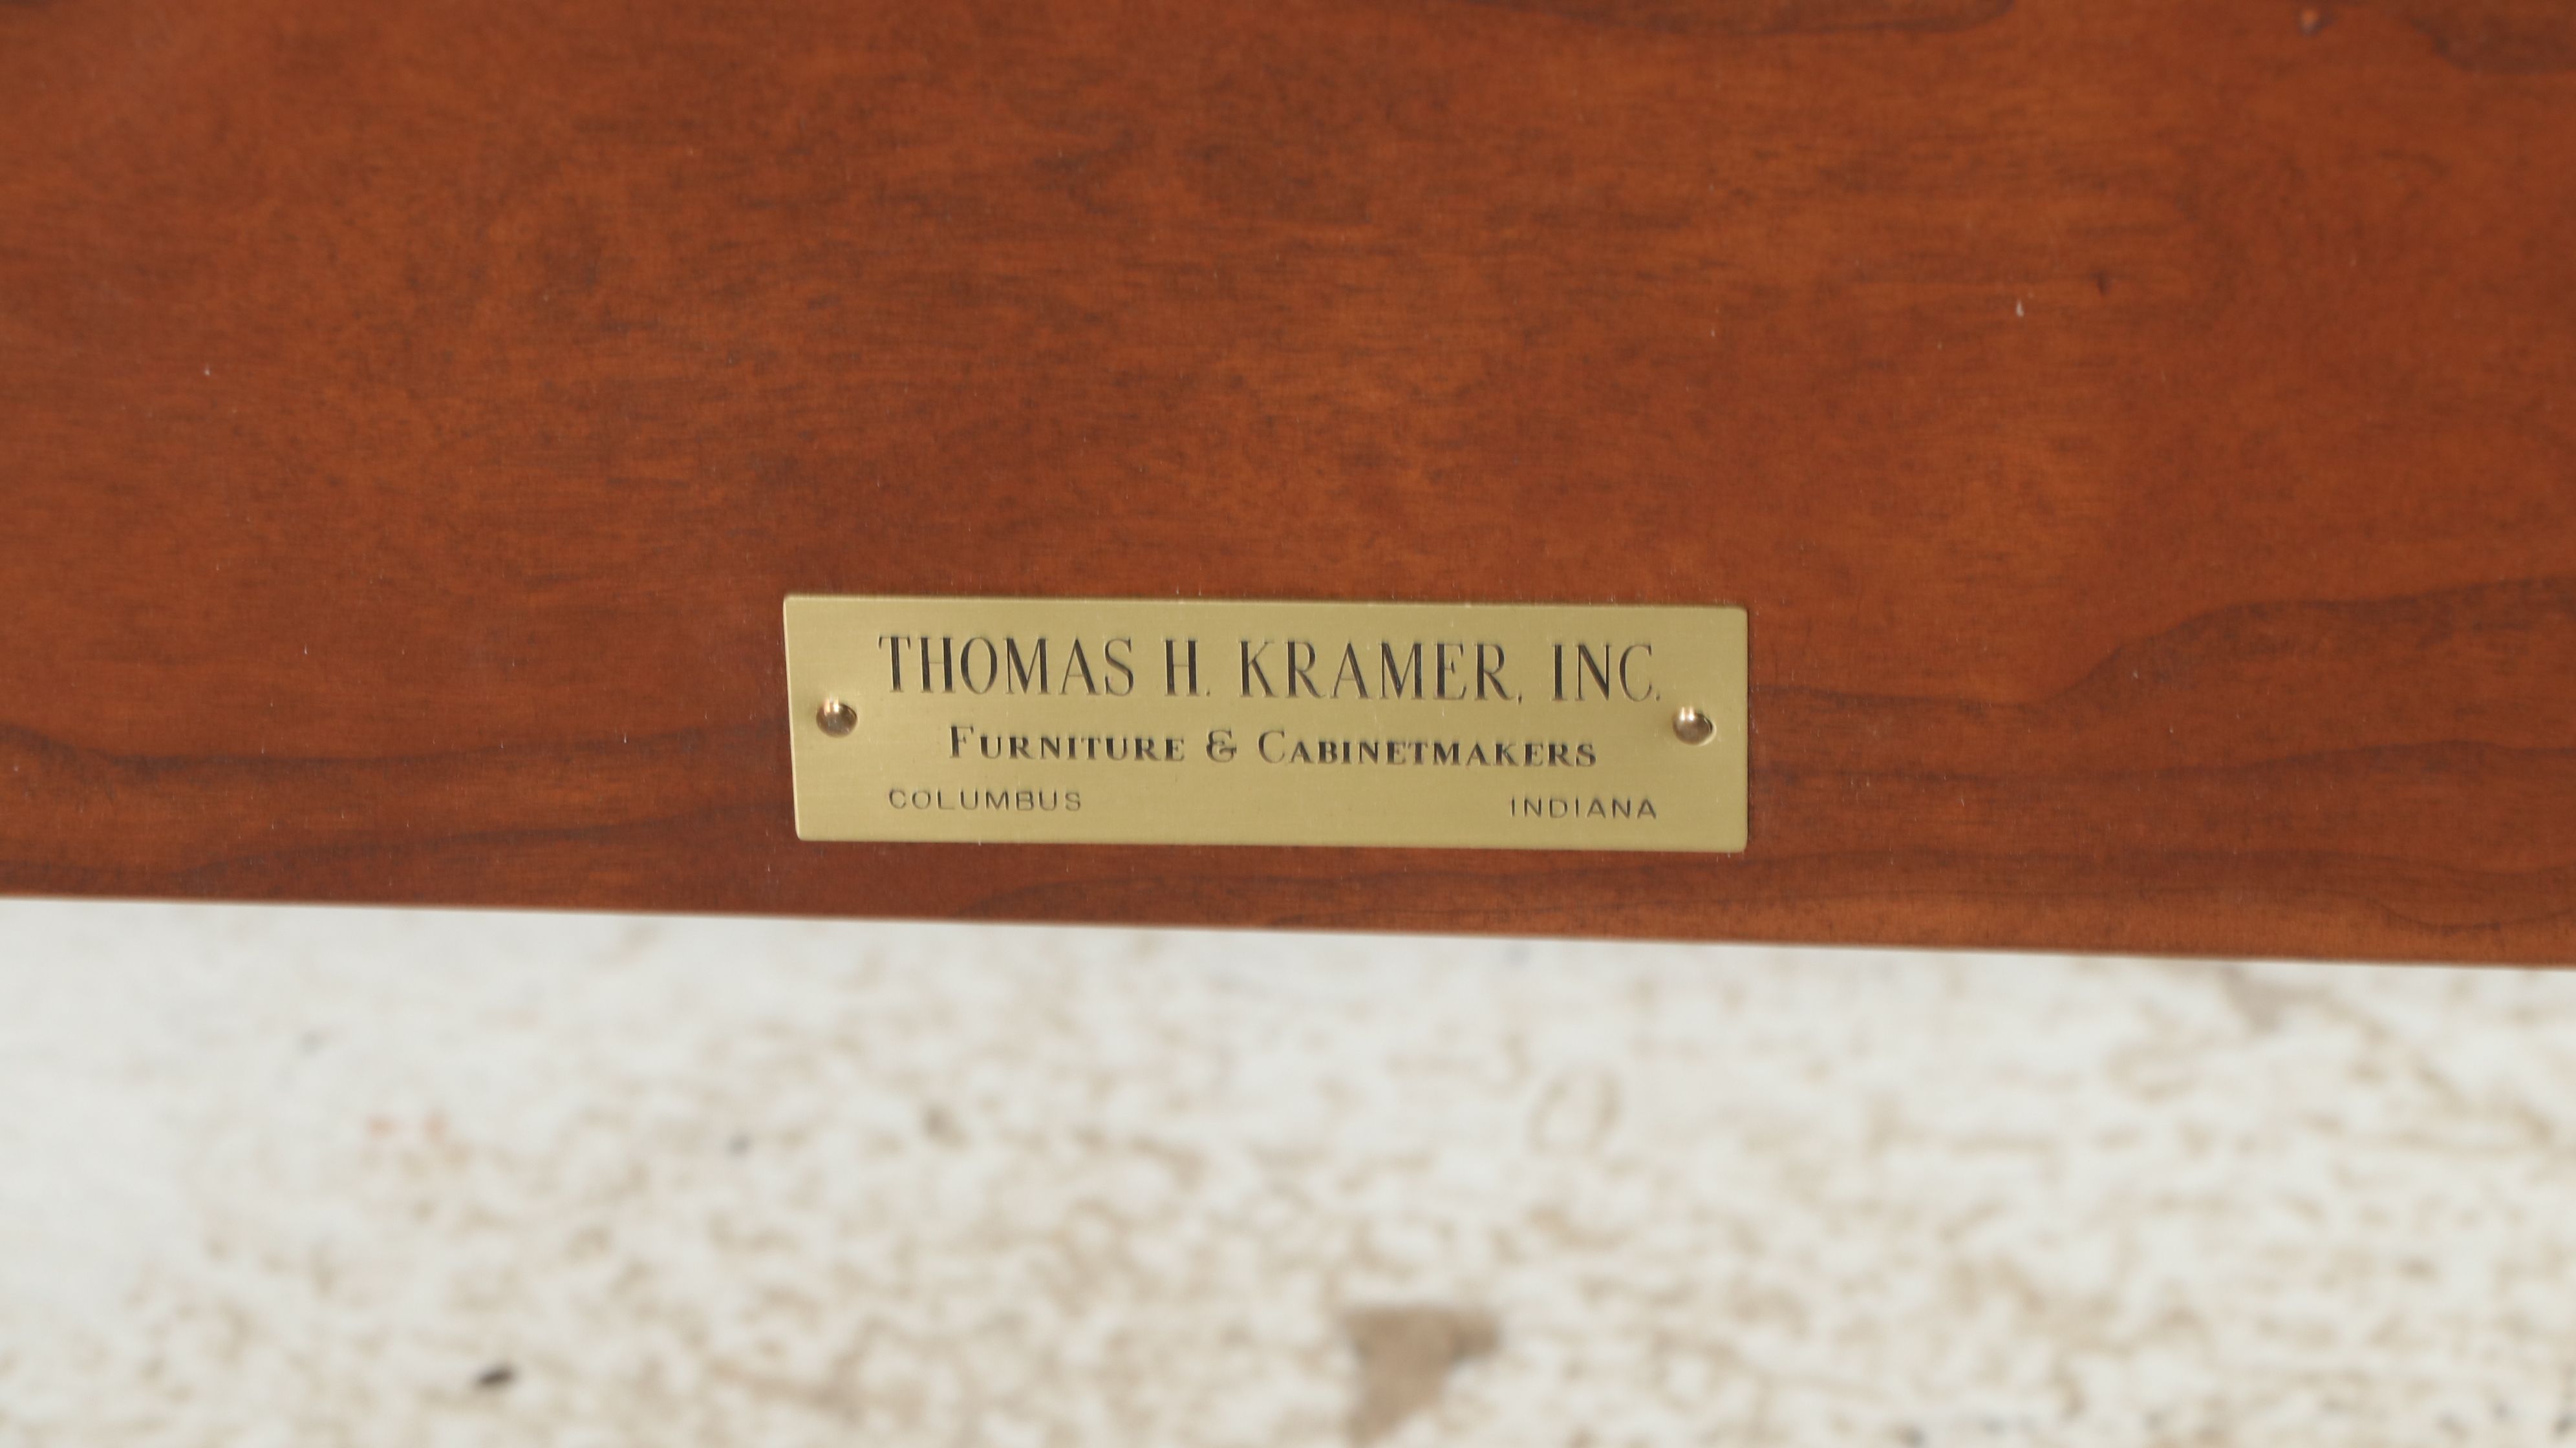 THOMAS H. KRAMER, INC.
FURNITURE & CABINETMAKERS
COLUMBUS INDIANA